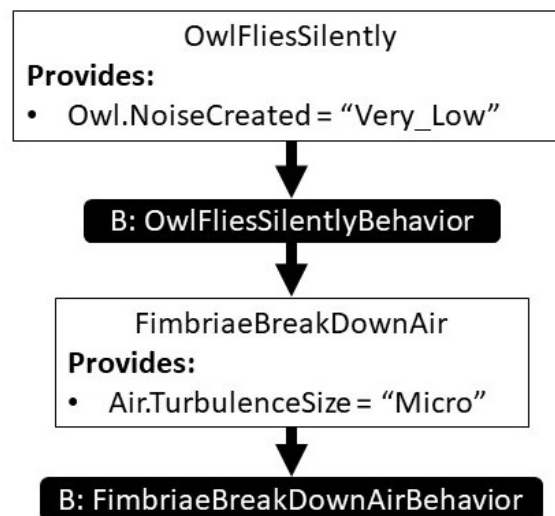 OwlFliesSilently
Provides:
• Owl.NoiseCreated = “Very_Low”
B: OwlFliesSilentlyBehavior
FimbriaeBreakDownAir
Provides:
• Air.TurbulenceSize = “Micro”
B: FimbriaeBreakDownAirBehavior